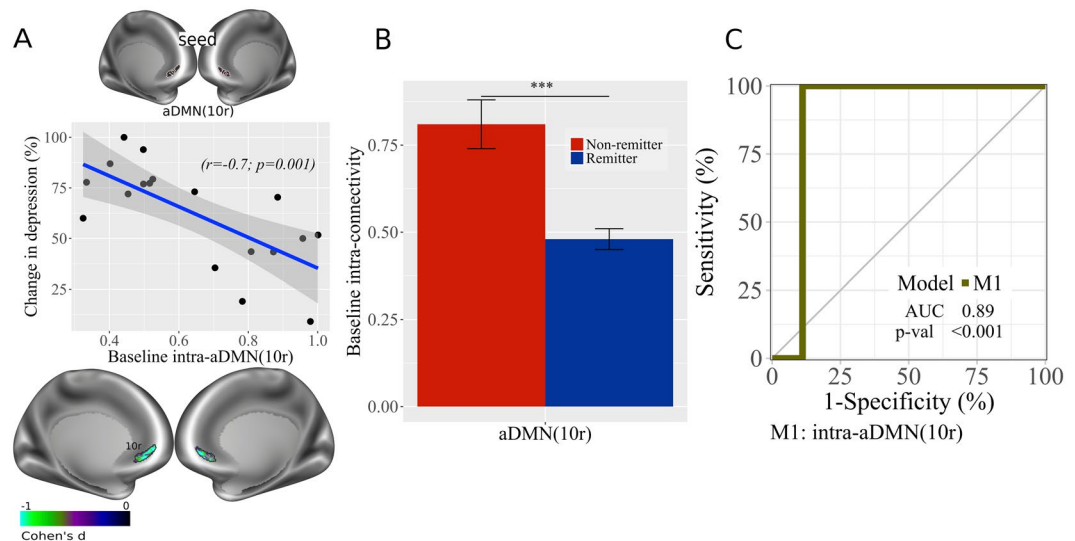 A
seed
aDMN(10r)
Change in depression (%)
100
75
50
25
(r=-0.7; p=0.001)
0.4
0.6
0.8
1.0
Baseline intra-aDMN(10r)
10r
-1
0
Cohen's d
B
***
Baseline intra-connectivity
0.75
0.50
0.25
0.00
Non-remitter
Remitter
aDMN(10r)
C
Sensitivity (%)
100
75
50
25
0
Model M1
AUC 0.89
p-val <0.001
0
25
50
75
100
1-Specificity (%)
M1: intra-aDMN(10r)